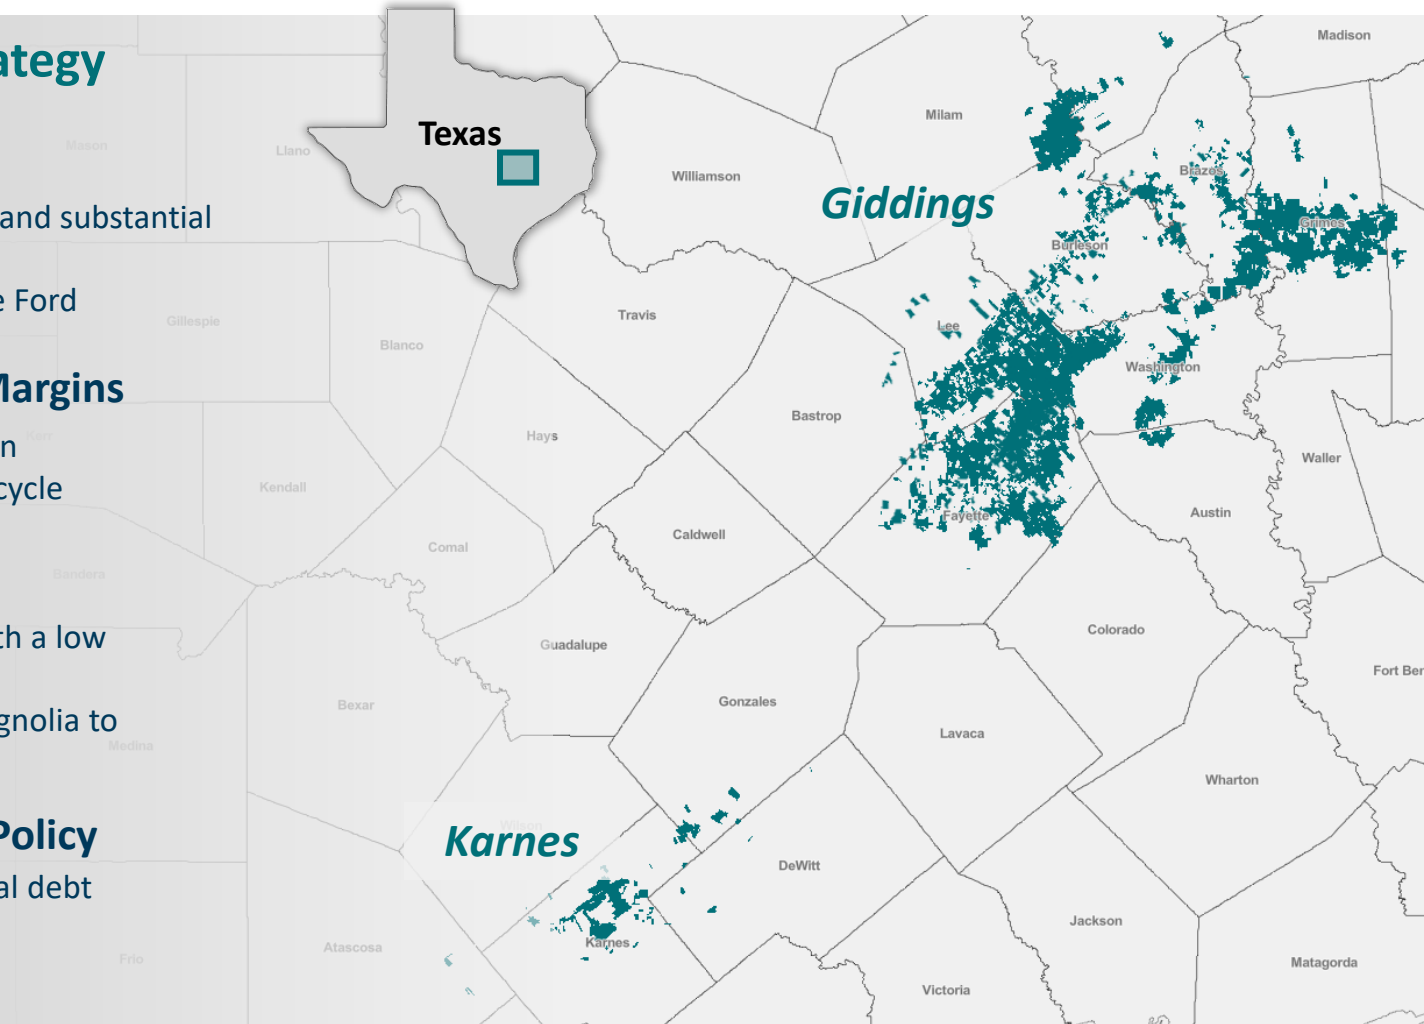 ategy
and substantial
e Ford
Margins
n
cycle
th a low
gnolia to
Policy
al debt
Texas
Giddings
Karnes
Madison
Milam
Mason
Llano
Williamson
Brazos
Grimes
Burleson
Gillespie
Travis
Lee
Blanco
Washington
Bastrop
Kerr
Hays
Waller
Kendall
Fayette
Austin
Caldwell
Comal
Bandera
Colorado
Guadalupe
Fort Ber
Bexar
Gonzales
Lavaca
Medina
Wharton
Wilson
DeWitt
Jackson
Karnes
Atascosa
Frio
Matagorda
Victoria